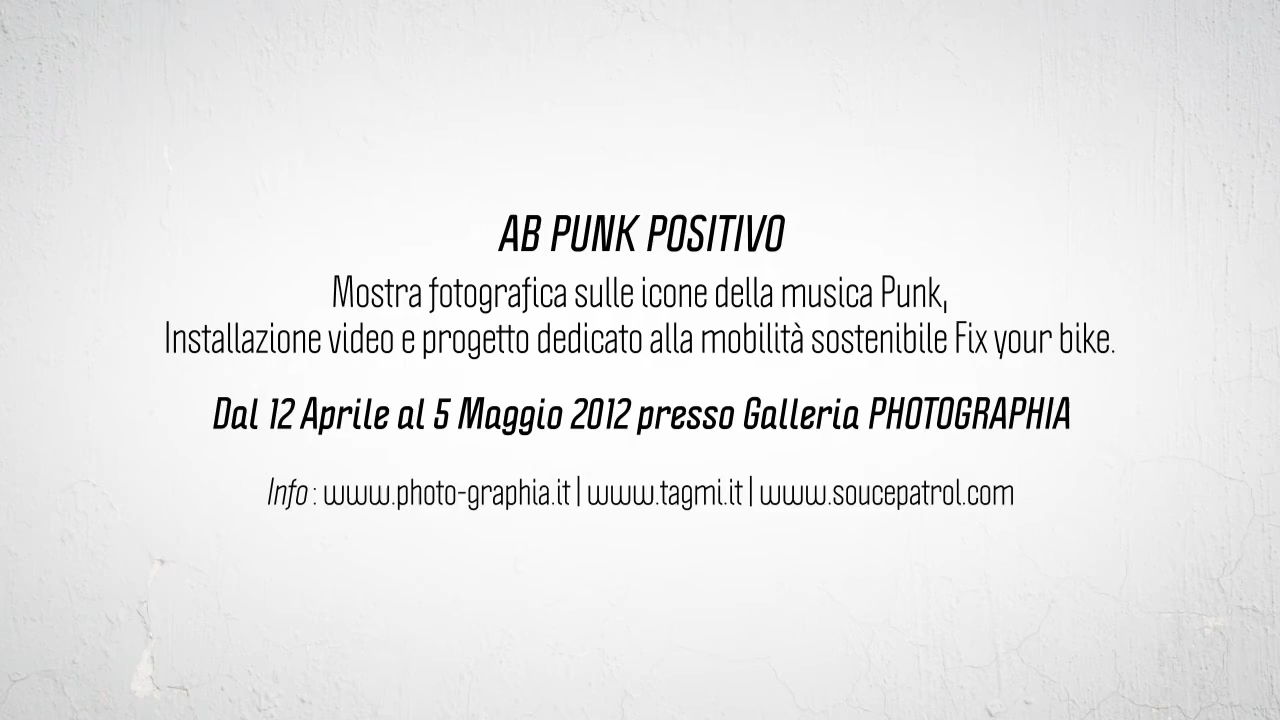 AB PUNK POSITIVO
Mostra fotografica sulle icone della musica Punk,
Installazione video e progetto dedicato alla mobilità sostenibile Fix your bike.
Dal 12 Aprile al 5 Maggio 2012 presso Galleria PHOTOGRAPHIA
Info : www.photo-graphia.it | www.tagmi.it | www.soucepatrol.com